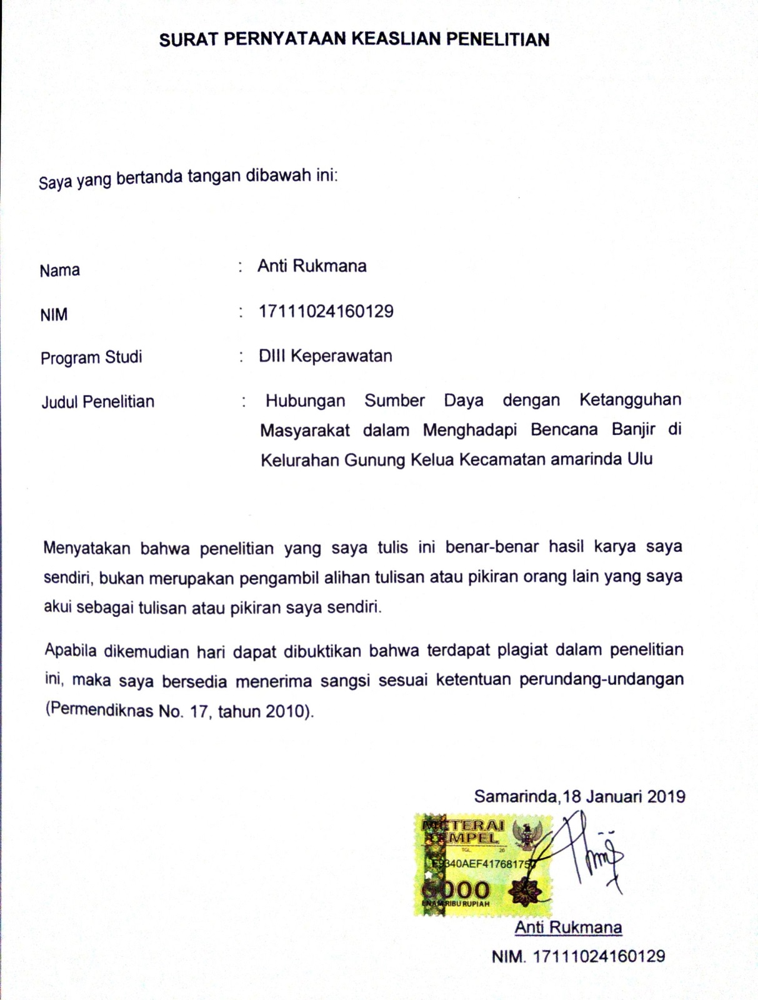 SURAT PERNYATAAN KEASLIAN PENELITIAN
Saya yang bertanda tangan dibawah ini:
Nama : Anti Rukmana
NIM : 17111024160129
Program Studi : DIII Keperawatan
Judul Penelitian : Hubungan Sumber Daya dengan Ketangguhan
Masyarakat dalam Menghadapi Bencana Banjir di
Kelurahan Gunung Kelua Kecamatan amarinda Ulu
Menyatakan bahwa penelitian yang saya tulis ini benar-benar hasil karya saya
sendiri, bukan merupakan pengambil alihan tulisan atau pikiran orang lain yang saya
akui sebagai tulisan atau pikiran saya sendiri.
Apabila dikemudian hari dapat dibuktikan bahwa terdapat plagiat dalam penelitian
ini, maka saya bersedia menerima sangsi sesuai ketentuan perundang-undangan
(Permendiknas No. 17, tahun 2010).
Samarinda,18 Januari 2019
METERAI
TEMPEL
TGL 20
6000
ENAM RIBU RUPIAH
Anti Rukmana
NIM. 17111024160129